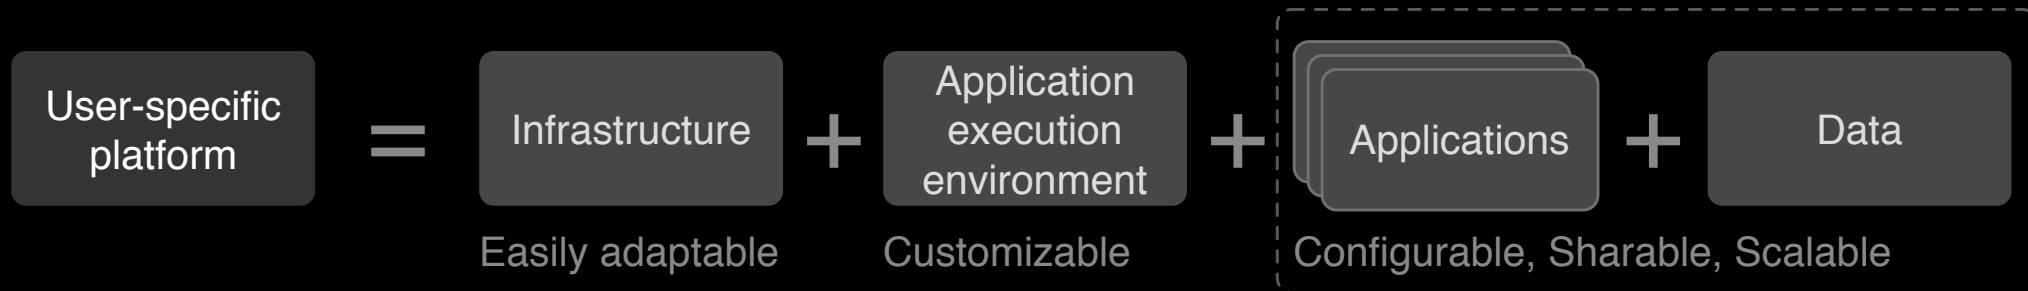 User-specific
platform
=
Infrastructure
+
Application
execution
environment
+
Applications
+
Data
Easily adaptable
Customizable
Configurable, Sharable, Scalable